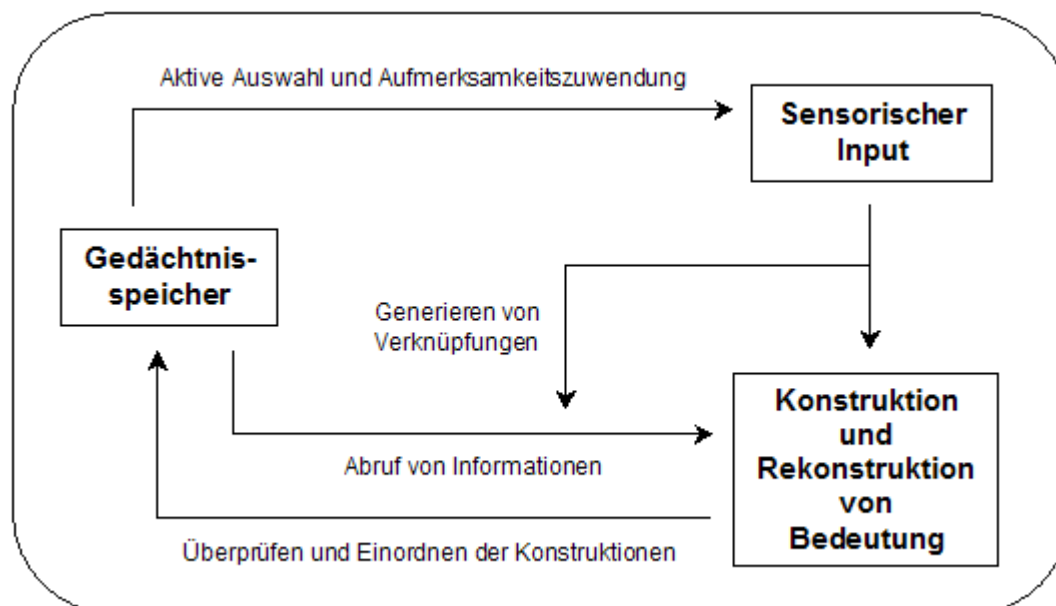 Aktive Auswahl und Aufmerksamkeitszuwendung
Sensorischer
Input
Gedächtnis-
speicher
Generieren von
Verknüpfungen
Konstruktion
und
Rekonstruktion
von
Bedeutung
Abruf von Informationen
Überprüfen und Einordnen der Konstruktionen